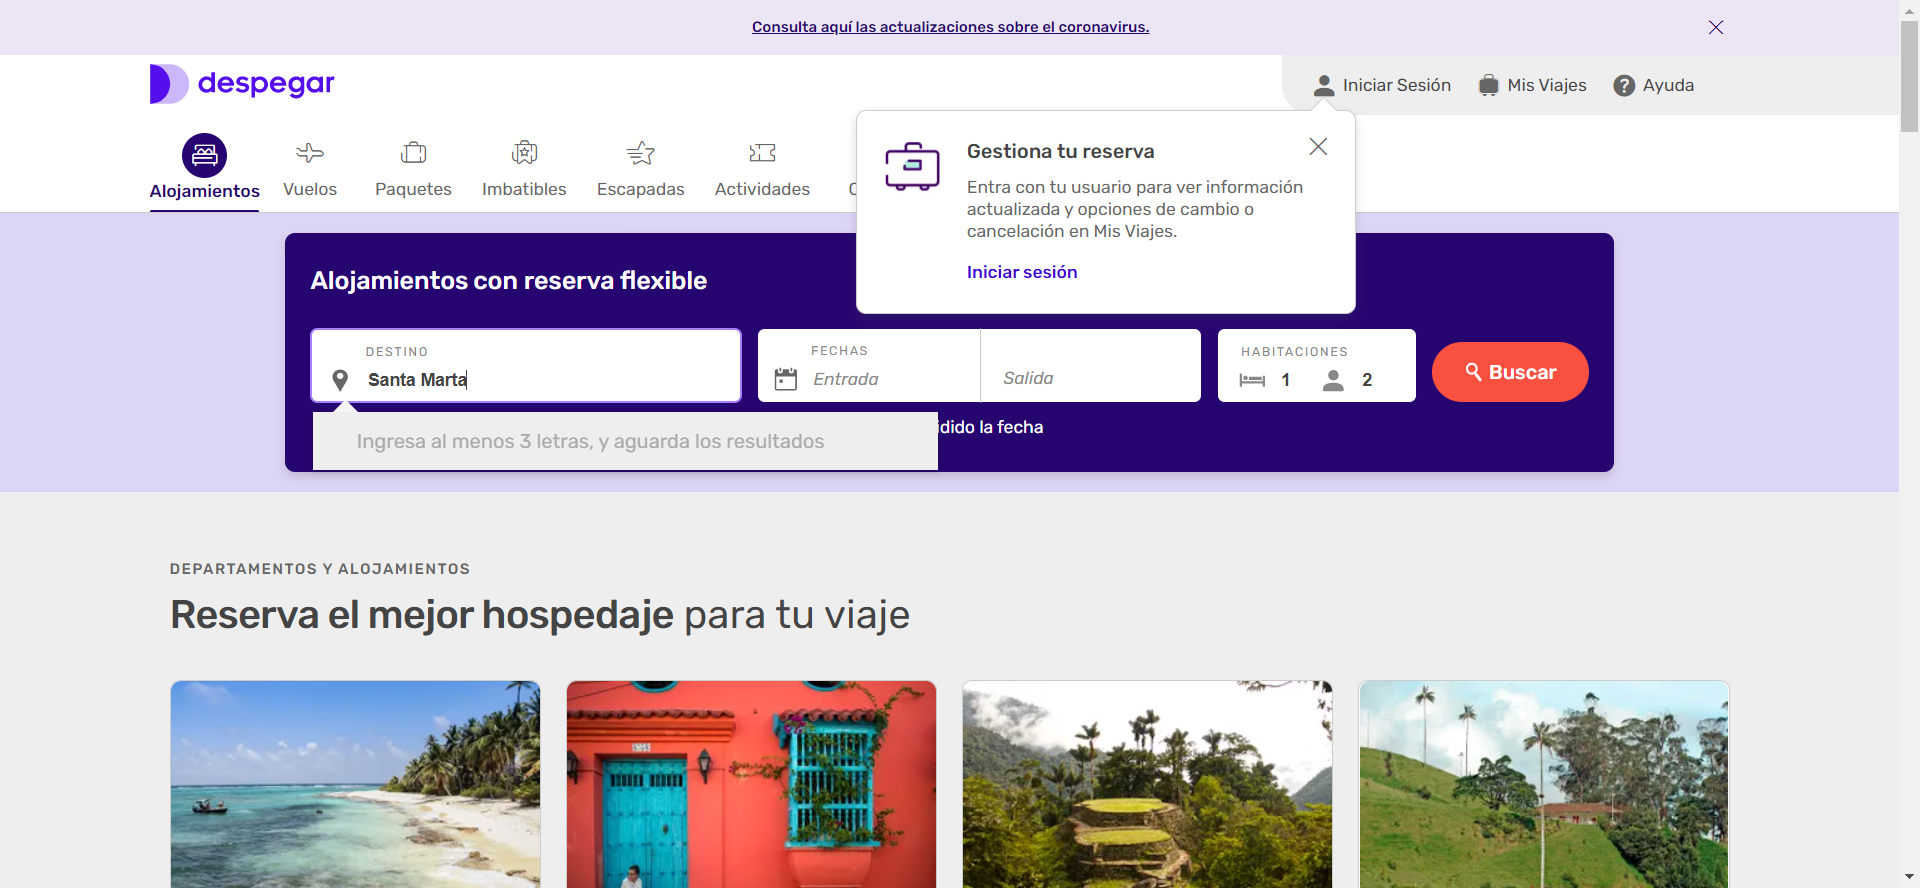 Consulta aquí las actualizaciones sobre el coronavirus.
despegar
Iniciar Sesión
Mis Viajes
Ayuda
Alojamientos
Vuelos
Paquetes
Imbatibles
Escapadas
Actividades
Gestiona tu reserva
Entra con tu usuario para ver información
actualizada y opciones de cambio o
cancelación en Mis Viajes.
Iniciar sesión
Alojamientos con reserva flexible
DESTINO
Santa Marta
FECHAS
Entrada
Salida
HABITACIONES
1
2
Buscar
Ingresa al menos 3 letras, y aguarda los resultados
la fecha
DEPARTAMENTOS Y ALOJAMIENTOS
Reserva el mejor hospedaje para tu viaje